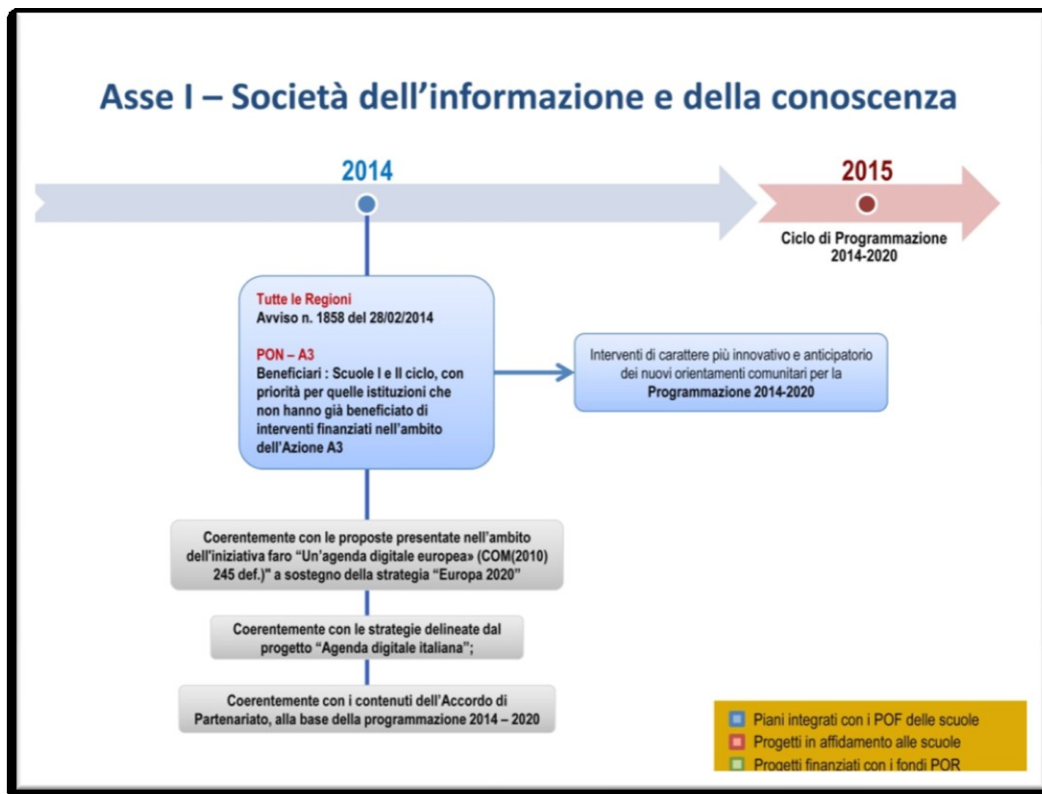 Asse I – Società dell'informazione e della conoscenza
2014
2015
Ciclo di Programmazione
2014-2020
Tutte le Regioni
Avviso n. 1858 del 28/02/2014
PON – A3
Beneficiari : Scuole I e II ciclo, con
priorità per quelle istituzioni che
non hanno già beneficiato di
interventi finanziati nell'ambito
dell'Azione A3
Interventi di carattere più innovativo e anticipatorio
dei nuovi orientamenti comunitari per la
Programmazione 2014-2020
Coerentemente con le proposte presentate nell'ambito
dell'iniziativa faro "Un'agenda digitale europea» (COM(2010)
245 def.)" a sostegno della strategia "Europa 2020"
Coerentemente con le strategie delineate dal
progetto "Agenda digitale italiana";
Coerentemente con i contenuti dell'Accordo di
Partenariato, alla base della programmazione 2014 – 2020
Piani integrati con i POF delle scuole
Progetti in affidamento alle scuole
Progetti finanziati con i fondi POR